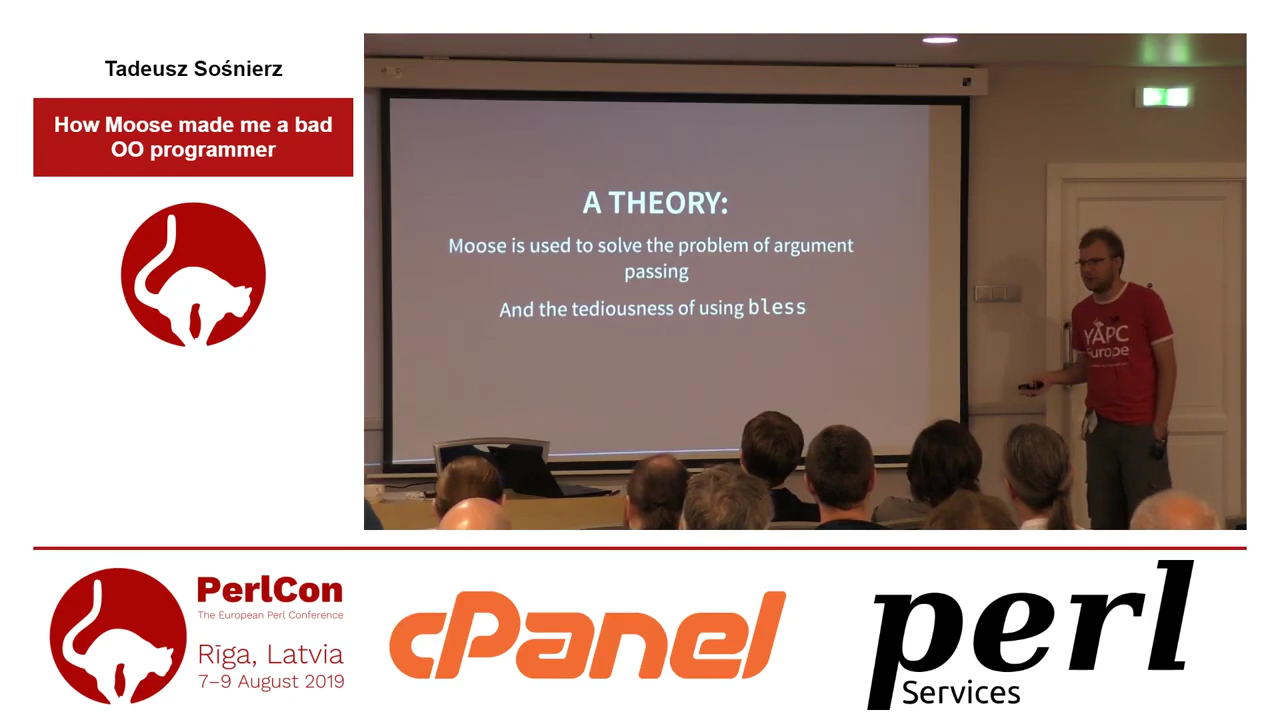 Tadeusz Sośnierz
How Moose made me a bad
OO programmer
A THEORY:
Moose is used to solve the problem of argument
passing
And the tediousness of using bless
YAPC
Europe
PerlCon
The European Perl Conference
Rīga, Latvia
7–9 August 2019
cPanel
perl
Services